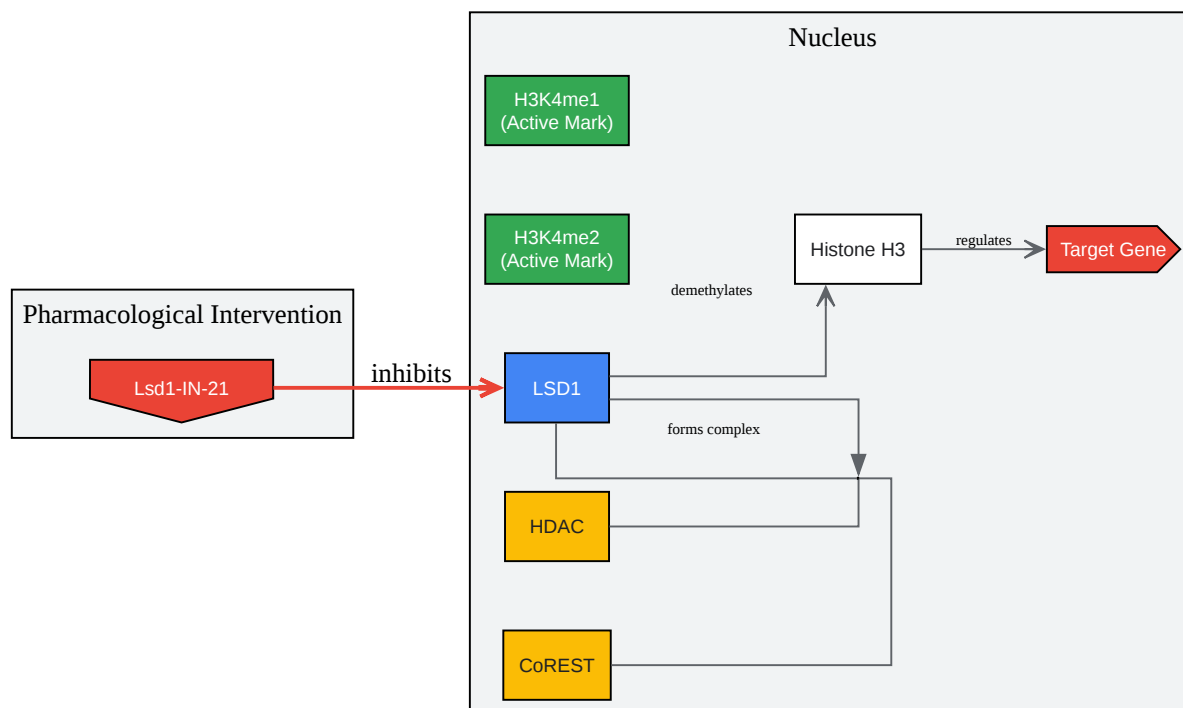 Nucleus
H3K4me1
(Active Mark)
H3K4me2
(Active Mark)
Histone H3
regulates
Target Gene
demethylates
Pharmacological Intervention
Lsd1-IN-21
inhibits
LSD1
forms complex
HDAC
CoREST